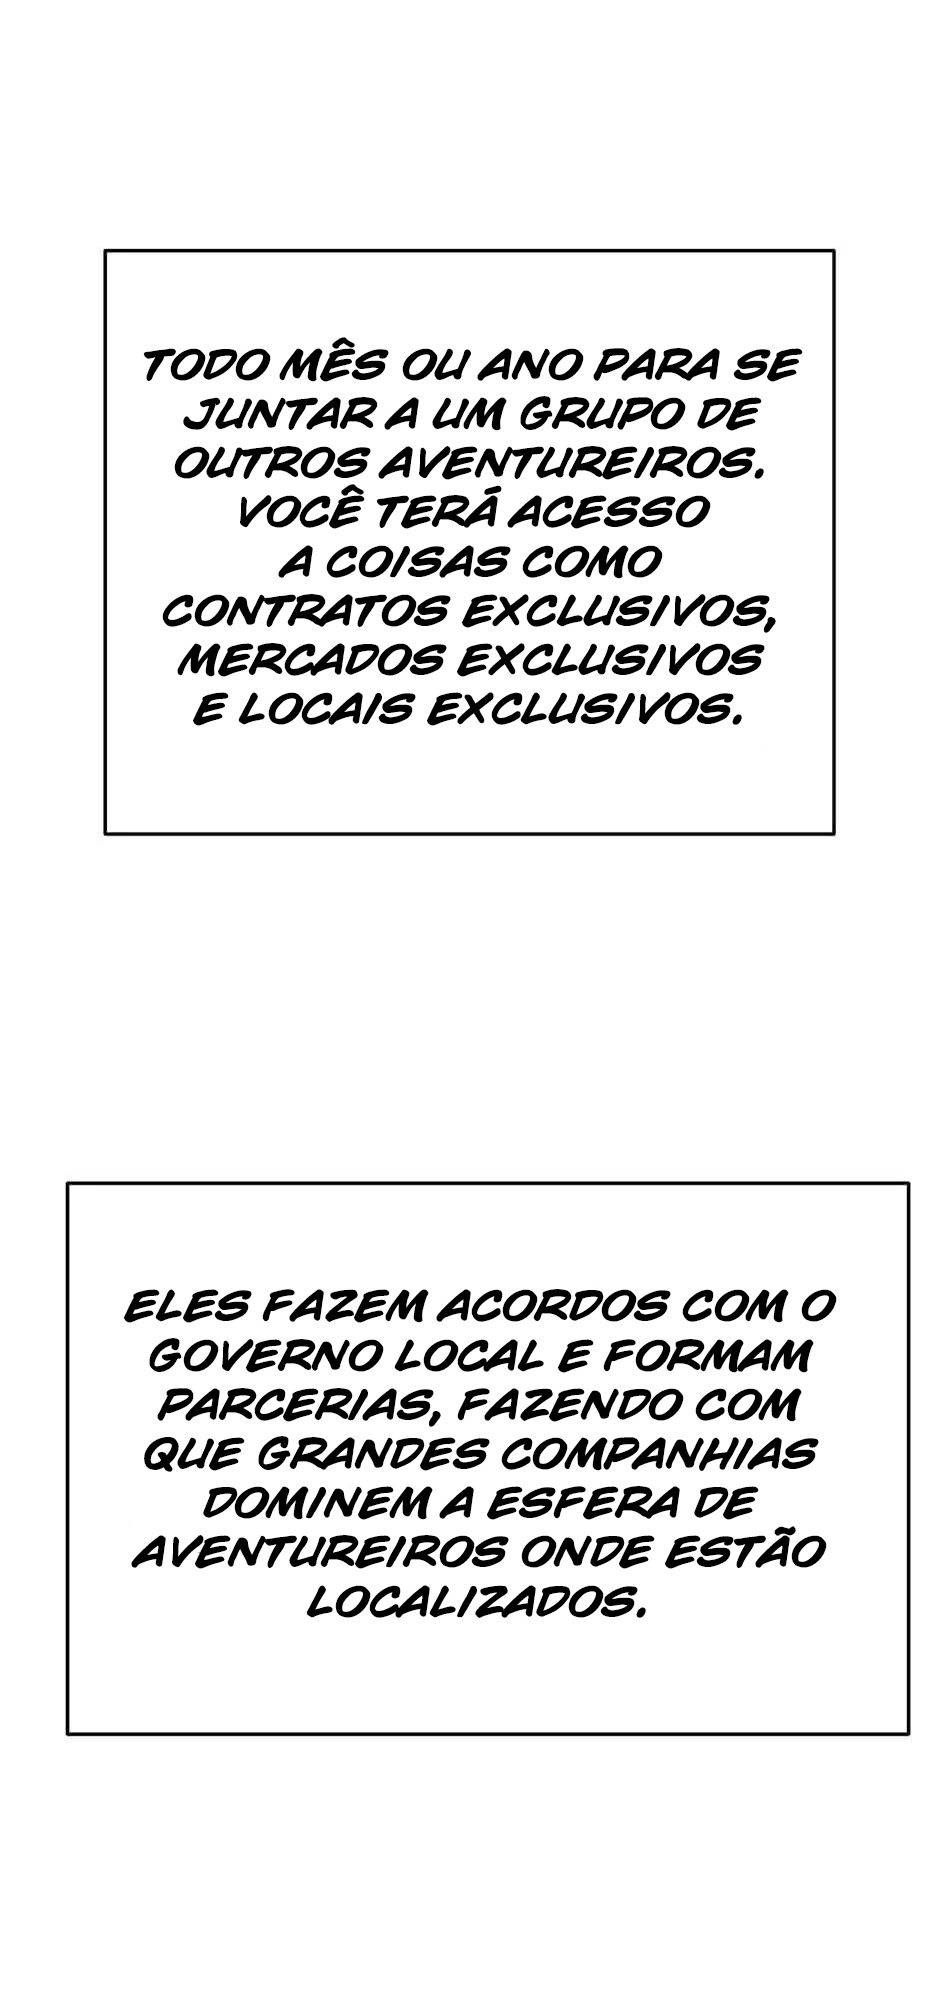 TODO MÊS OU ANO PARA SE
JUNTAR A UM GRUPO DE
OUTROS AVENTUREIROS.
VOCÊ TERÁ ACESSO
A COISAS COMO
CONTRATOS EXCLUSIVOS,
MERCADOS EXCLUSIVOS
E LOCAIS EXCLUSIVOS.
ELES FAZEM ACORDOS COM O
GOVERNO LOCAL E FORMAM
PARCERIAS, FAZENDO COM
QUE GRANDES COMPANHIAS
DOMINEM A ESFERA DE
AVENTUREIROS ONDE ESTÃO
LOCALIZADOS.